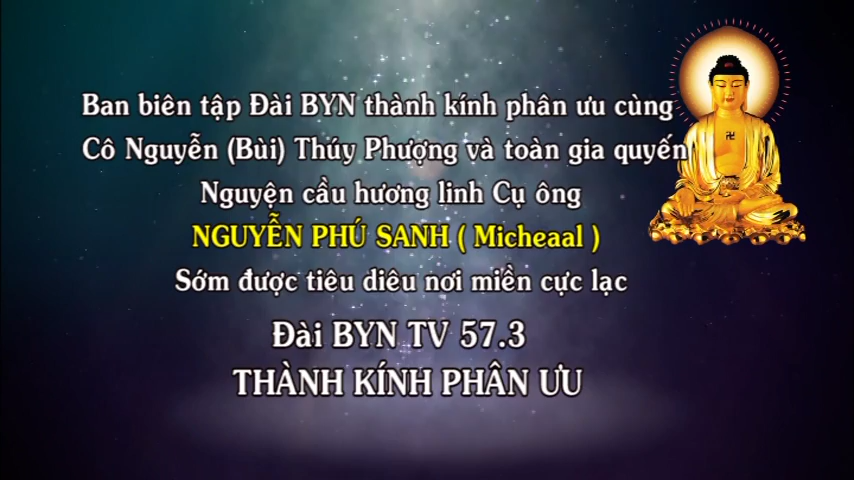 Ban biên tập Đài BYN thành kính phân ưu cùng
Cô Nguyễn (Bùi) Thúy Phượng và toàn gia quyến
Nguyện cầu hương linh Cụ ông
NGUYỄN PHÚ SANH ( Micheaal )
Sớm được tiêu diêu nơi miền cực lạc
Đài BYN TV 57.3
THÀNH KÍNH PHÂN ƯU